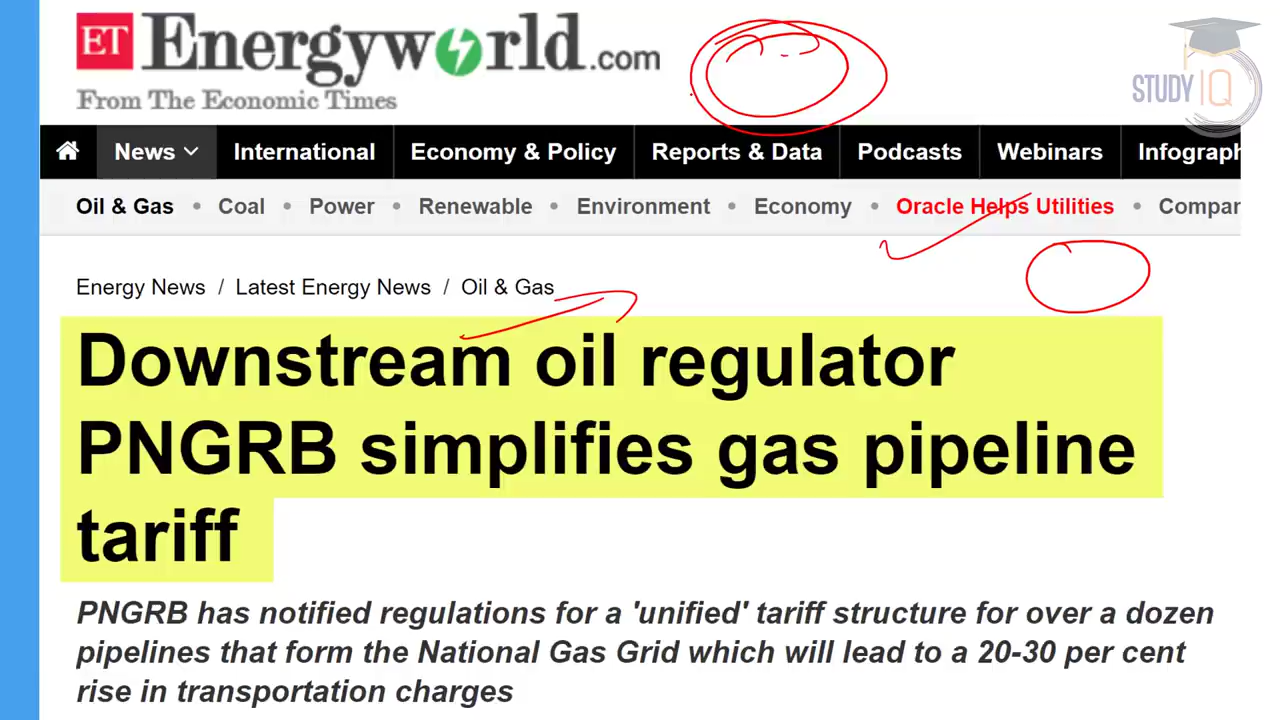 ET Energyworld.com
From The Economic Times
STUDY IQ
News International Economy & Policy Reports & Data Podcasts Webinars Infograph
Oil & Gas • Coal • Power • Renewable • Environment • Economy • Oracle Helps Utilities • Compar
Energy News / Latest Energy News / Oil & Gas
Downstream oil regulator
PNGRB simplifies gas pipeline
tariff
PNGRB has notified regulations for a 'unified' tariff structure for over a dozen
pipelines that form the National Gas Grid which will lead to a 20-30 per cent
rise in transportation charges